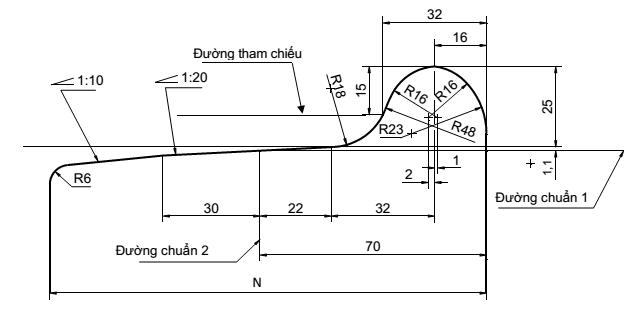 32
16
Đường tham chiếu
1:10
1:20
R18
15
R16
R16
25
R23
R48
1
2
1,1
R6
30
22
32
Đường chuẩn 1
Đường chuẩn 2
70
N